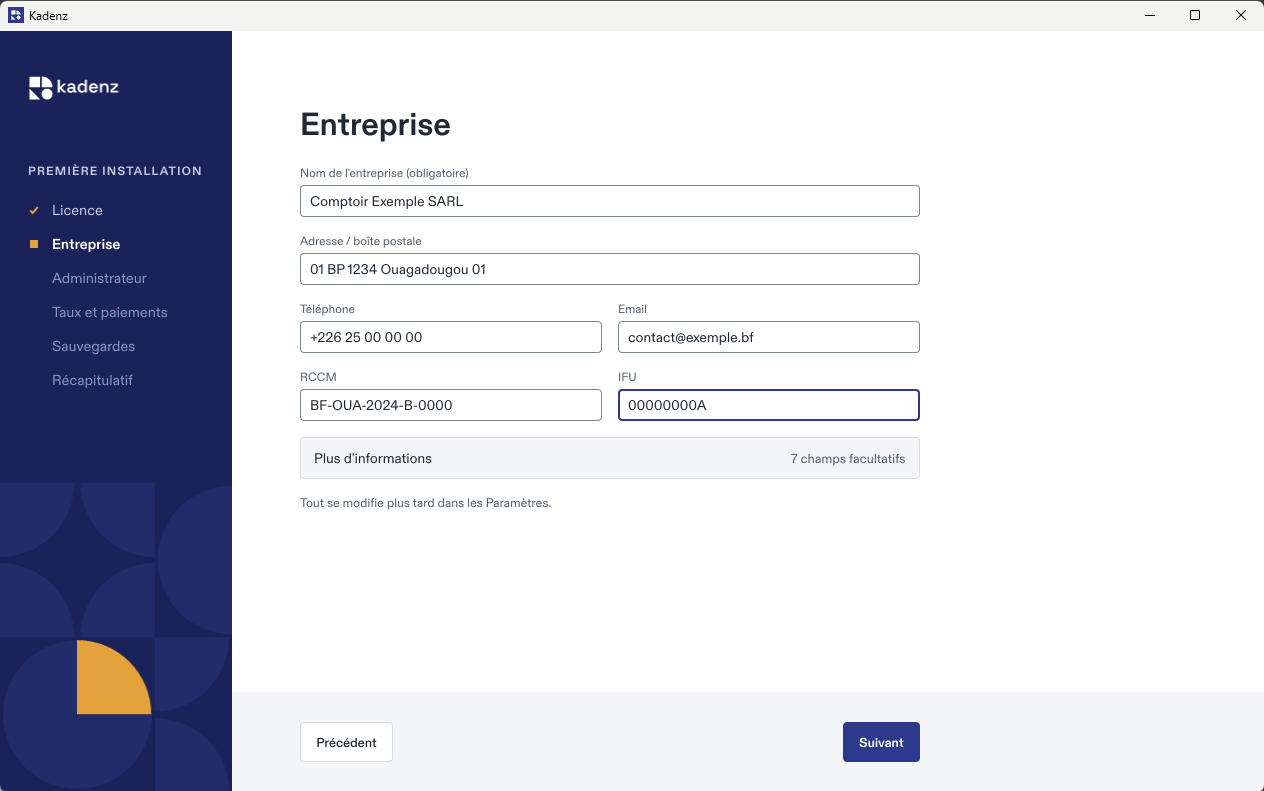 Kadenz
kadenz
PREMIÈRE INSTALLATION
Licence
Entreprise
Administrateur
Taux et paiements
Sauvegardes
Récapitulatif
Entreprise
Nom de l'entreprise (obligatoire)
Comptoir Exemple SARL
Adresse / boîte postale
01 BP 1234 Ouagadougou 01
Téléphone
Email
+226 25 00 00 00
contact@exemple.bf
RCCM
IFU
BF-OUA-2024-B-0000
00000000A
Plus d'informations
7 champs facultatifs
Tout se modifie plus tard dans les Paramètres.
Précédent
Suivant